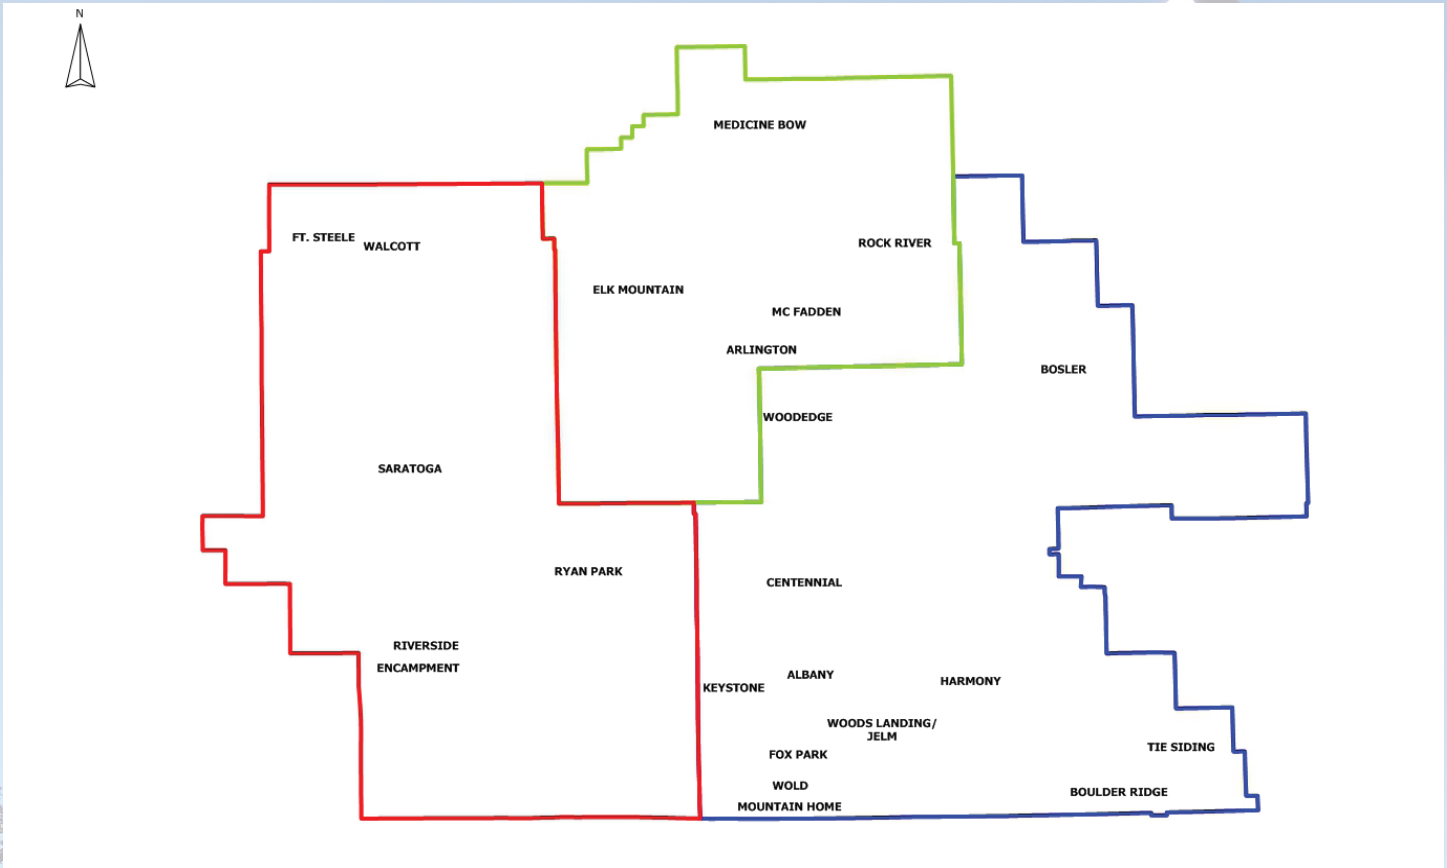 N
MEDICINE BOW
FT. STEELE
WALCOTT
ROCK RIVER
ELK MOUNTAIN
MC FADDEN
ARLINGTON
BOSLER
WOODEDGE
SARATOGA
RYAN PARK
CENTENNIAL
RIVERSIDE
ENCAMPMENT
ALBANY
KEYSTONE
HARMONY
WOODS LANDING/
JELM
TIE SIDING
FOX PARK
WOLD
BOULDER RIDGE
MOUNTAIN HOME